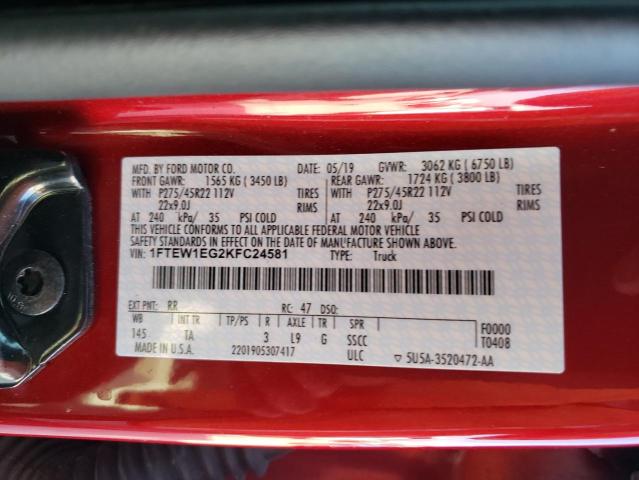 MFD. BY FORD MOTOR CO. DATE: 05/19 GVWR: 3062 KG ( 6750 LB)
FRONT GAWR: 1565 KG ( 3450 LB) REAR GAWR: 1724 KG ( 3800 LB)
WITH P275/45R22 112V TIRES WITH P275/45R22 112V TIRES
22x9.0J RIMS 22x9.0J RIMS
AT 240 kPa/ 35 PSI COLD AT 240 kPa/ 35 PSI COLD
THIS VEHICLE CONFORMS TO ALL APPLICABLE FEDERAL MOTOR VEHICLE
SAFETY AND THEFT PREVENTION STANDARDS IN EFFECT ON THE DATE OF MANUFACTURE SHOWN ABOVE.
VIN: 1FTEW1EG2KFC24581 TYPE: Truck
EXT PNT: RR RC: 47 DSO:
WB INT TR TP/PS R AXLE TR SPR F0000
145 TA 3 L9 G SSCC T0408
MADE IN U.S.A. 2201905307417 ULC ▽ 5U5A-3520472-AA